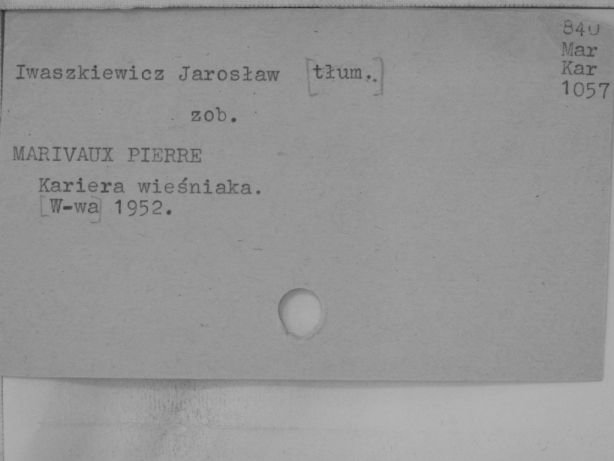 840
Mar
Iwaszkiewicz Jarosław [tłum.] Kar
1057
zob.
MARIVAUX PIERRE
Kariera wieśniaka.
[W-wa] 1952.